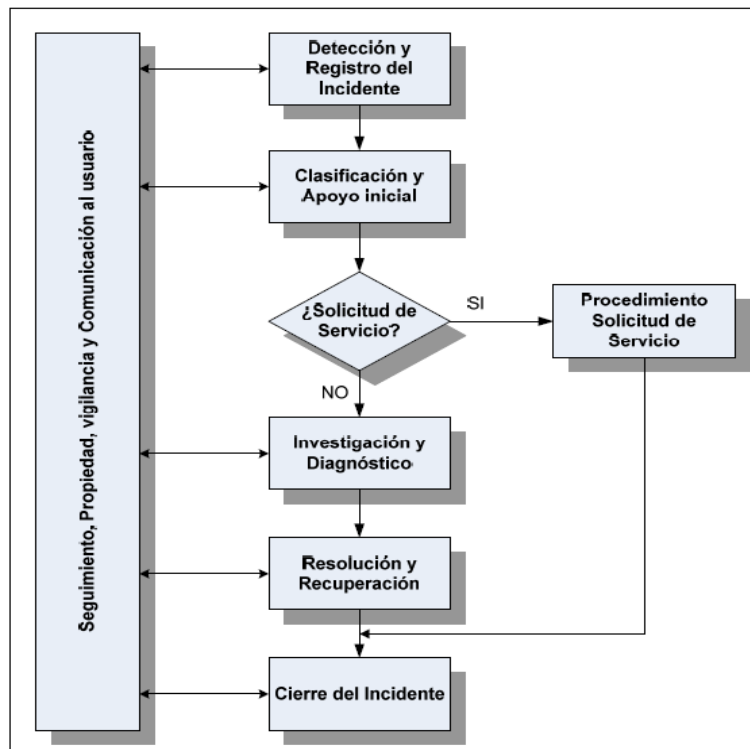 Seguimiento, Propiedad, vigilancia y Comunicación al usuario
Detección y
Registro del
Incidente
Clasificación y
Apoyo inicial
¿Solicitud de
Servicio?
SI
Procedimiento
Solicitud de
Servicio
NO
Investigación y
Diagnóstico
Resolución y
Recuperación
Cierre del Incidente